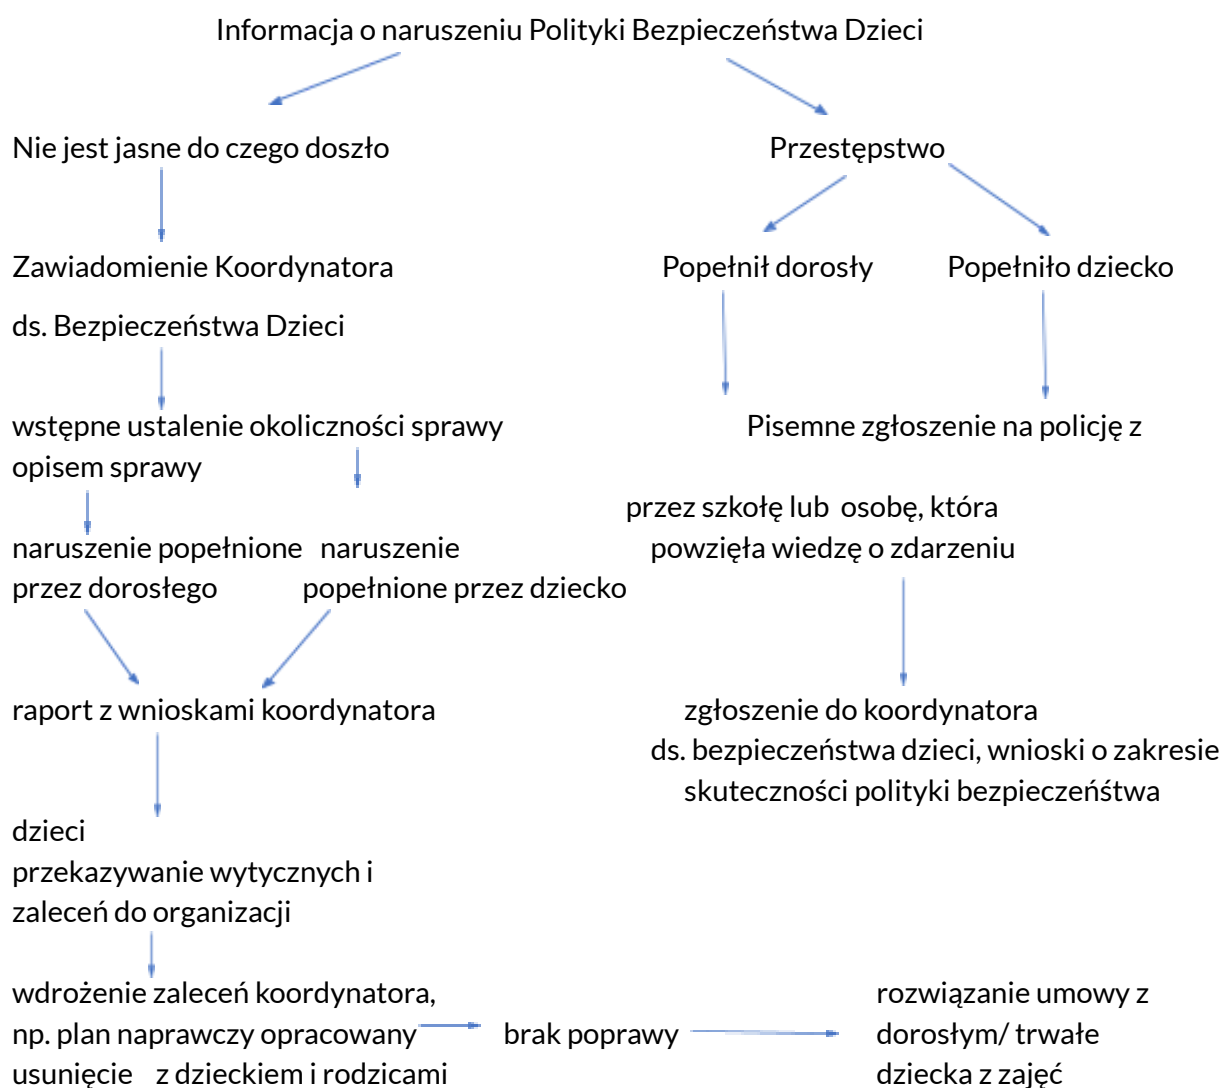 Informacja o naruszeniu Polityki Bezpieczeństwa Dzieci
Nie jest jasne do czego doszło
Przestępstwo
Zawiadomienie Koordynatora
Popełnił dorosły
Popełniło dziecko
ds. Bezpieczeństwa Dzieci
wstępne ustalenie okoliczności sprawy
Pisemne zgłoszenie na policję z
opisem sprawy
przez szkołę lub osobę, która
naruszenie popełnione
naruszenie
powzięła wiedzę o zdarzeniu
przez dorosłego
popełnione przez dziecko
raport z wnioskami koordynatora
zgłoszenie do koordynatora
ds. bezpieczeństwa dzieci, wnioski o zakresie
skuteczności polityki bezpieczeńśtwa
dzieci
przekazywanie wytycznych i
zaleceń do organizacji
wdrożenie zaleceń koordynatora,
rozwiązanie umowy z
np. plan naprawczy opracowany
brak poprawy
dorosłym/ trwałe
usunięcie z dzieckiem i rodzicami
dziecka z zajęć